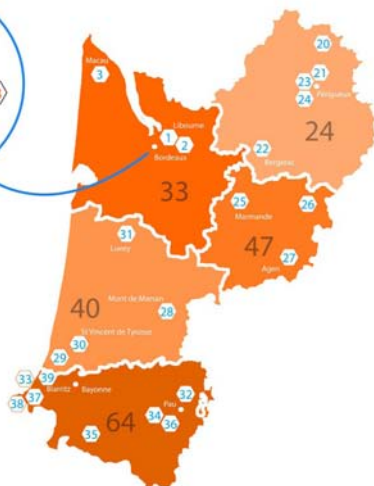 20
Macau
3
21
23
Périgueux
24
Libourne
1
2
24
Bordeaux
22
Bergerac
33
25
26
Marmande
31
47
Luxey
27
Agen
40
Mont de Marsan
28
St Vincent de Tyrosse
30
29
33
39
Biarritz
Bayonne
32
37
Pau
38
34
64
36
35